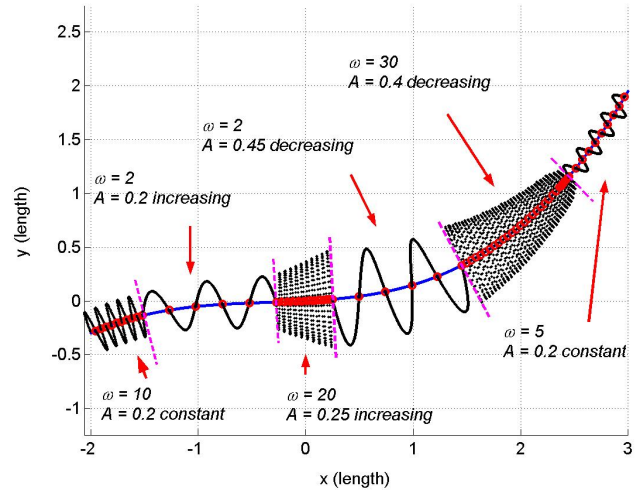 2.5
2
1.5
1
0.5
0
-0.5
-1
y (length)
ω = 30
A = 0.4 decreasing
ω = 2
A = 0.45 decreasing
ω = 2
A = 0.2 increasing
ω = 10
A = 0.2 constant
ω = 20
A = 0.25 increasing
ω = 5
A = 0.2 constant
-2
-1
0
1
2
3
x (length)